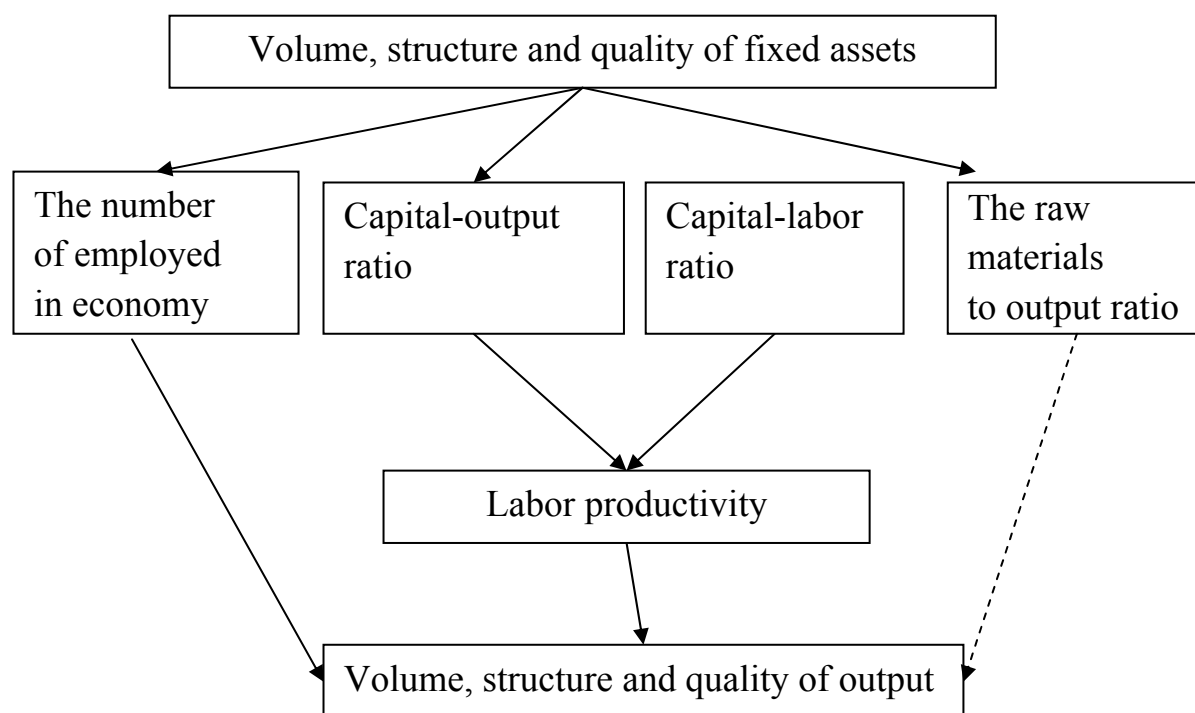 Volume, structure and quality of fixed assets
The number
of employed
in economy
Capital-output
ratio
Capital-labor
ratio
The raw
materials
to output ratio
Labor productivity
Volume, structure and quality of output